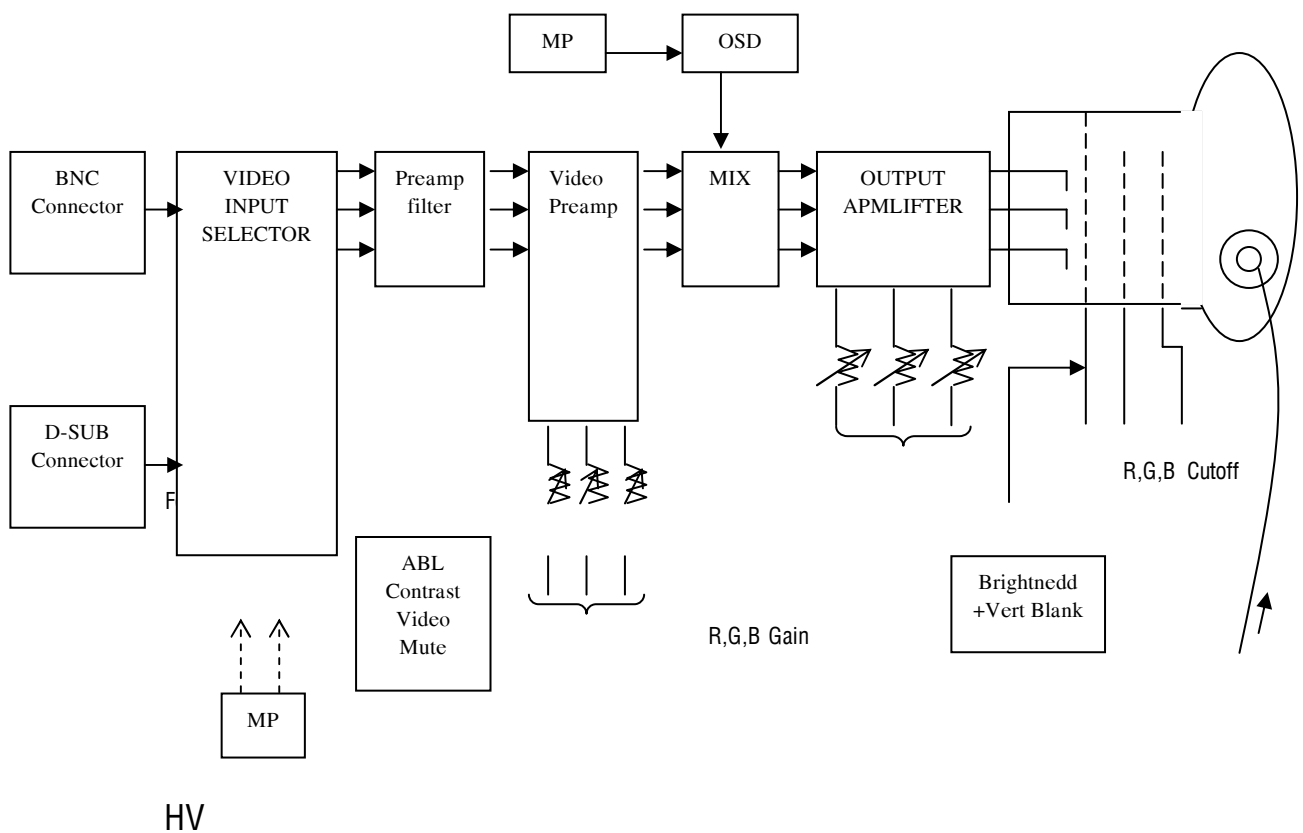 MP
OSD
BNC
Connector
VIDEO
INPUT
SELECTOR
Preamp
filter
Video
Preamp
MIX
OUTPUT
APMLIFTER
D-SUB
Connector
F
R,G,B Cutoff
ABL
Contrast
Video
Mute
R,G,B Gain
Brightnedd
+Vert Blank
MP
HV